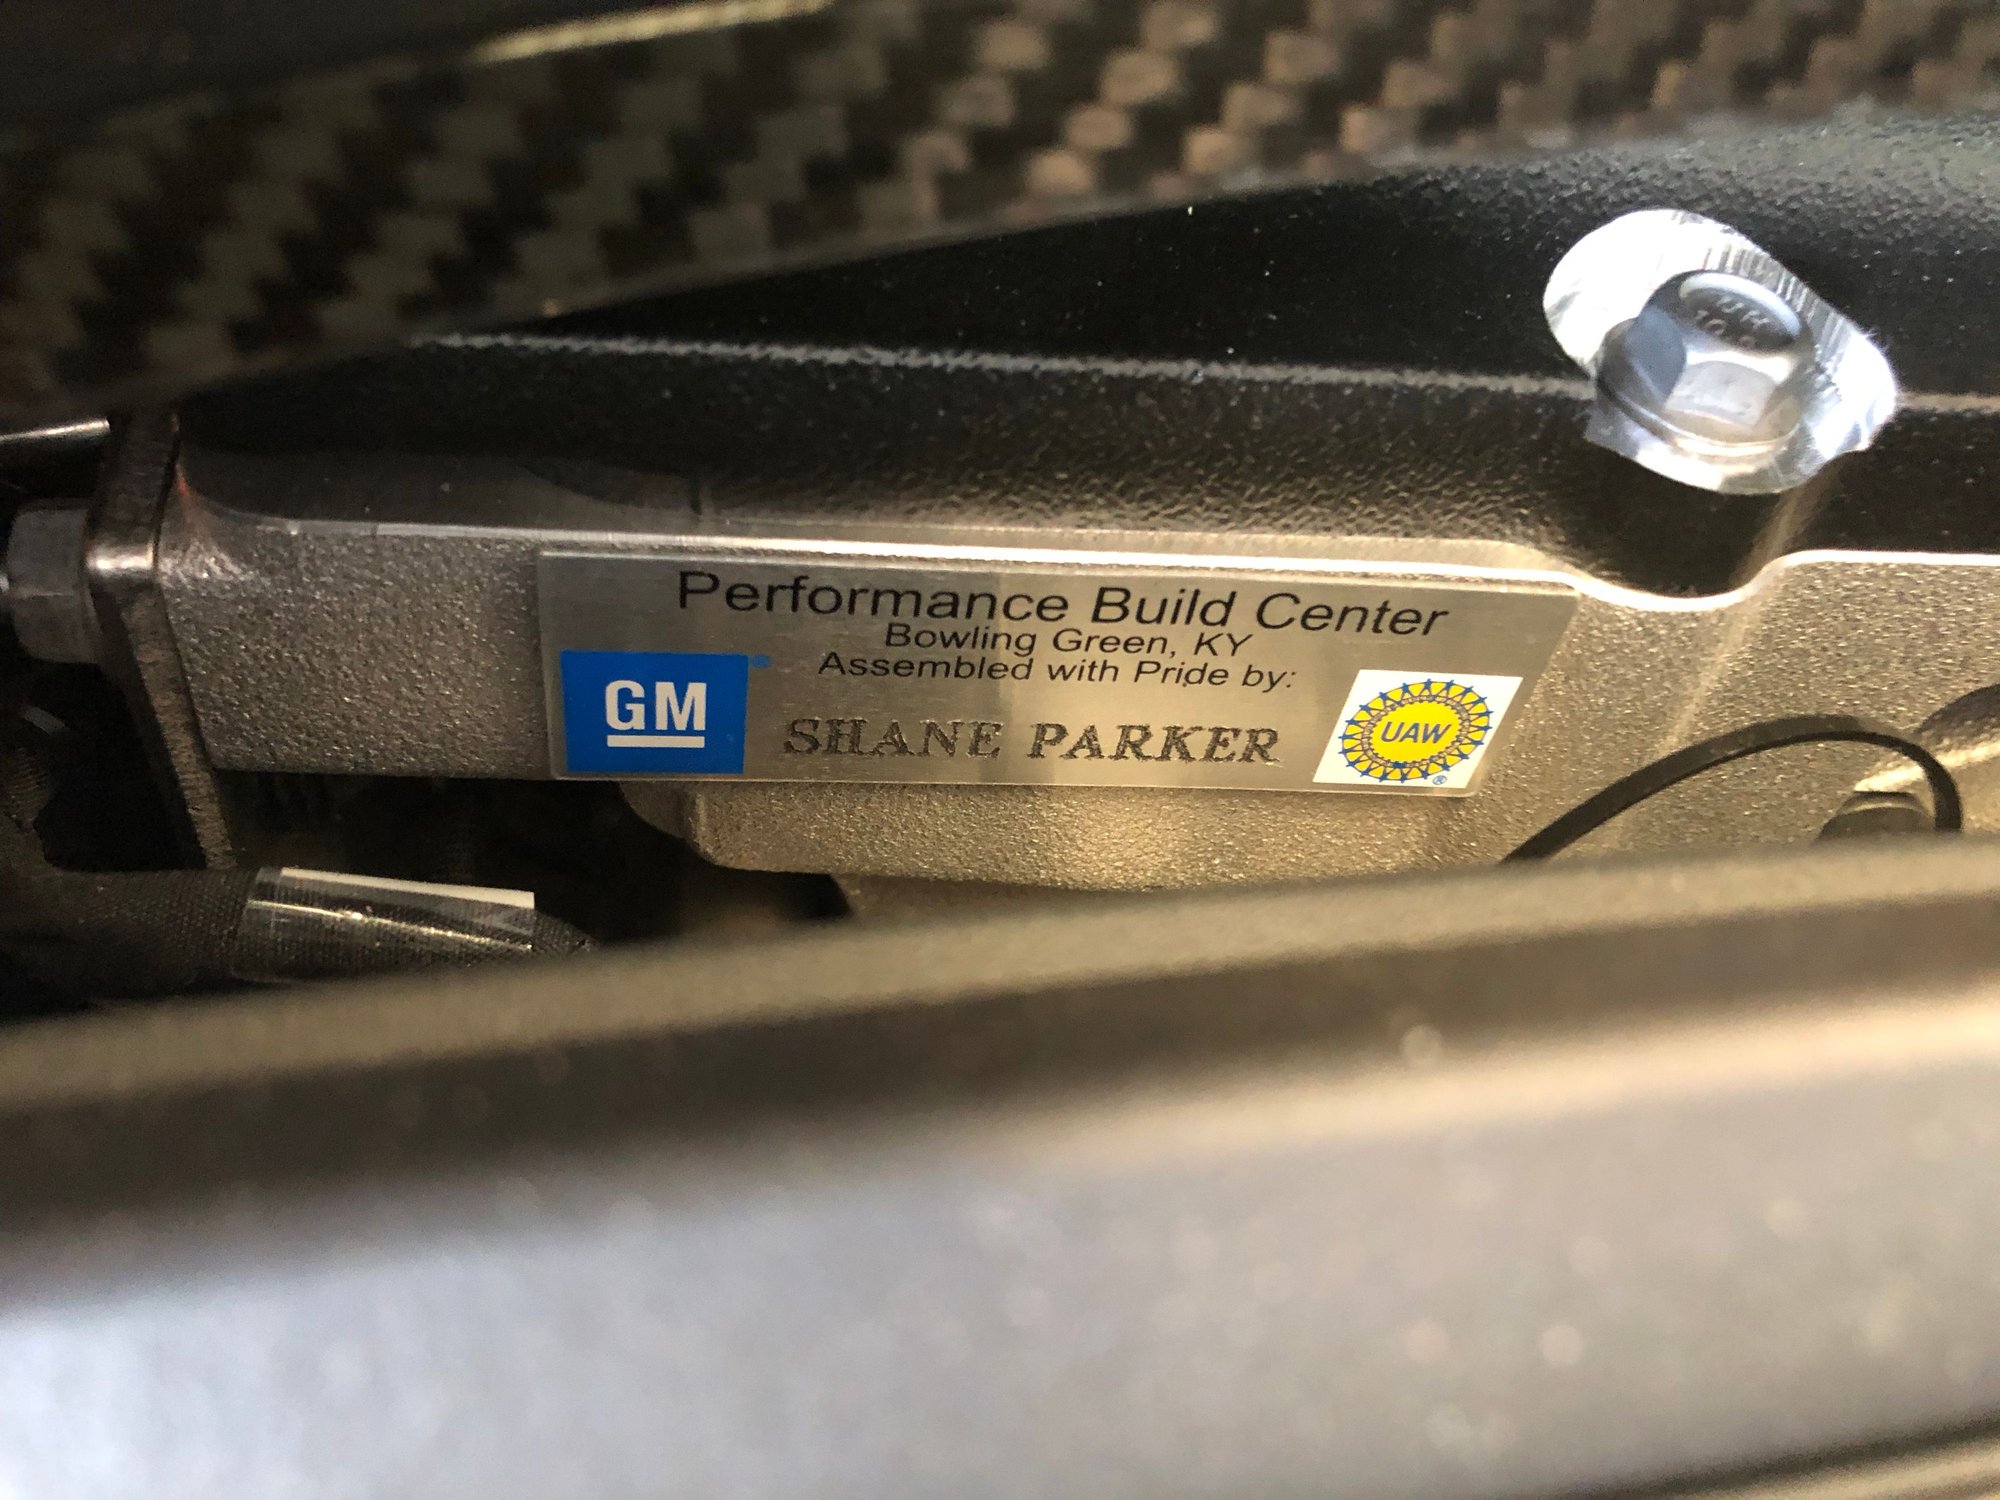 Performance Build Center
Bowling Green, KY
Assembled with Pride by:
GM
SHANE PARKER
UAW